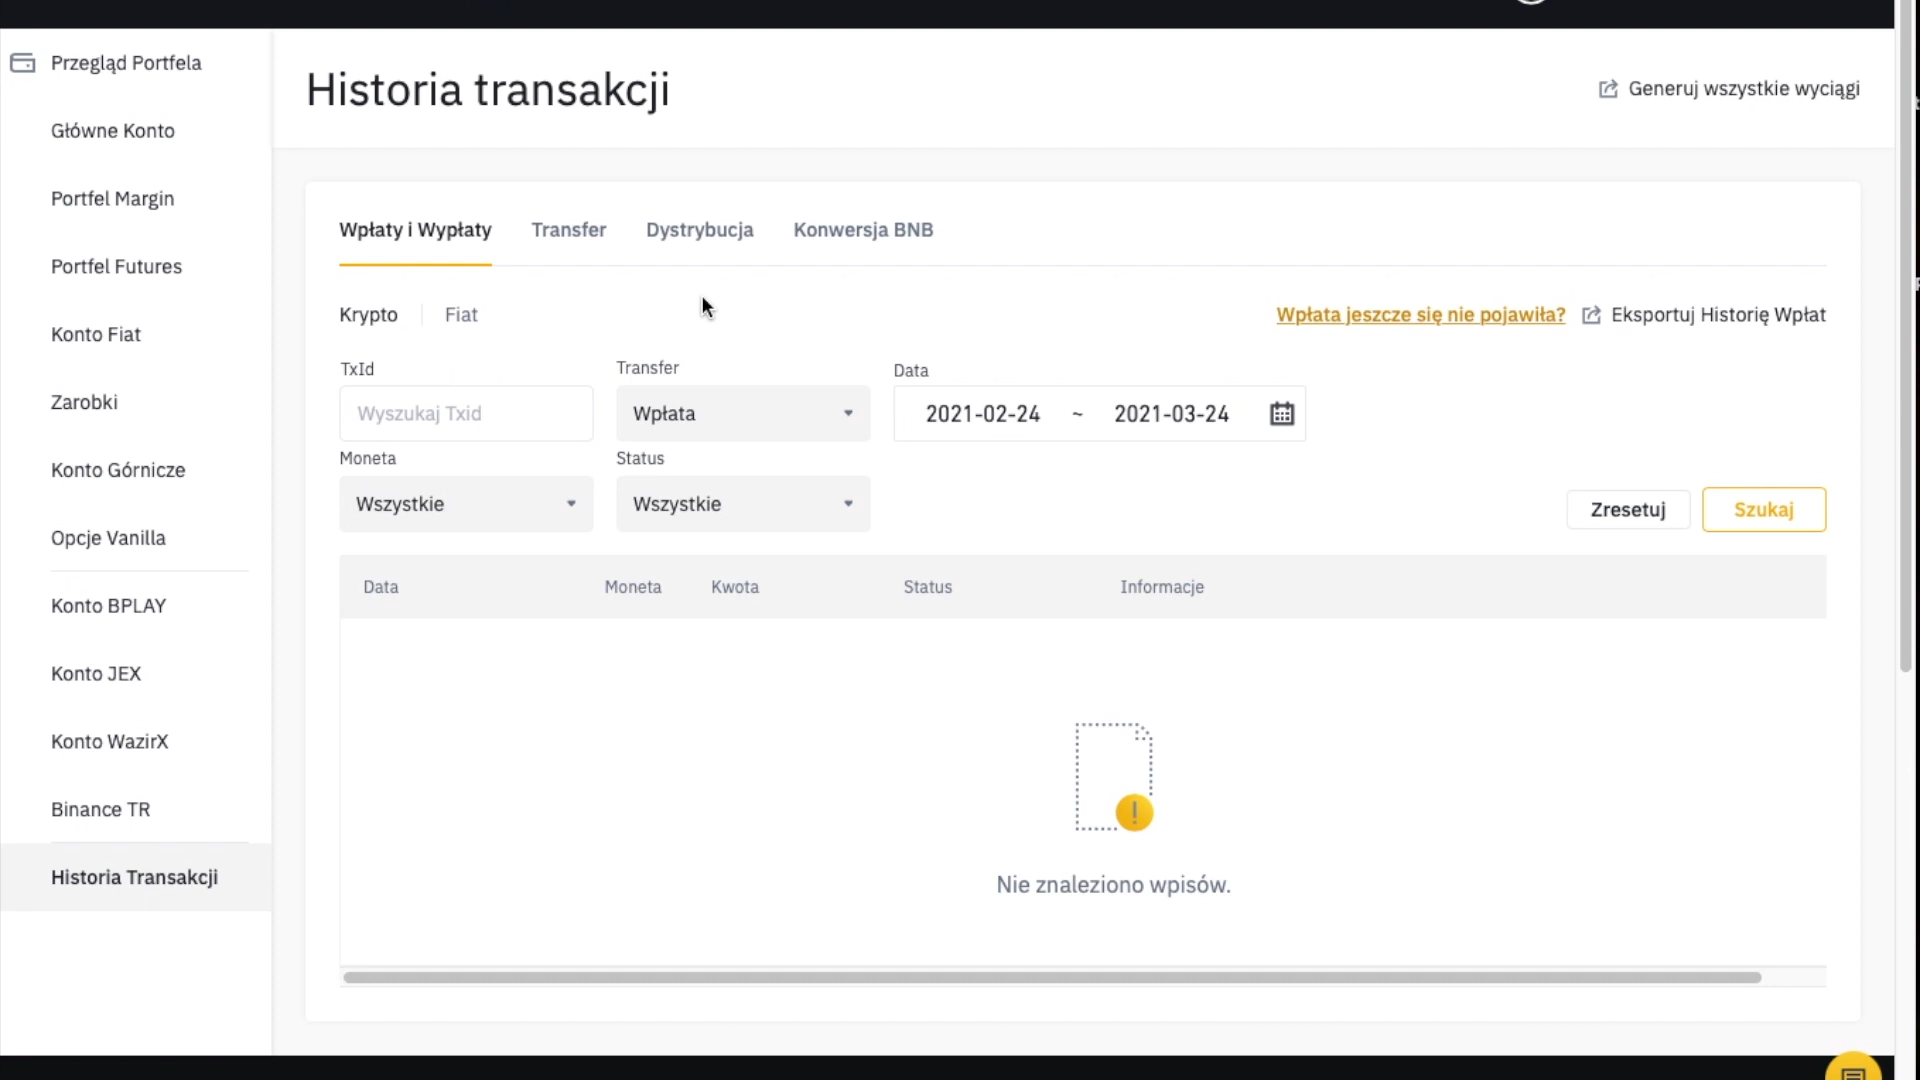 Przegląd Portfela
Główne Konto
Portfel Margin
Portfel Futures
Konto Fiat
Zarobki
Konto Górnicze
Opcje Vanilla
Konto BPLAY
Konto JEX
Konto WazirX
Binance TR
Historia Transakcji
Historia transakcji
Generuj wszystkie wyciągi
Wpłaty i Wypłaty Transfer Dystrybucja Konwersja BNB
Krypto Fiat Wpłata jeszcze się nie pojawiła? Eksportuj Historię Wpłat
TxId Transfer Data
Wyszukaj Txid Wpłata 2021-02-24 ~ 2021-03-24
Moneta Status
Wszystkie Wszystkie Zresetuj Szukaj
Data Moneta Kwota Status Informacje
Nie znaleziono wpisów.